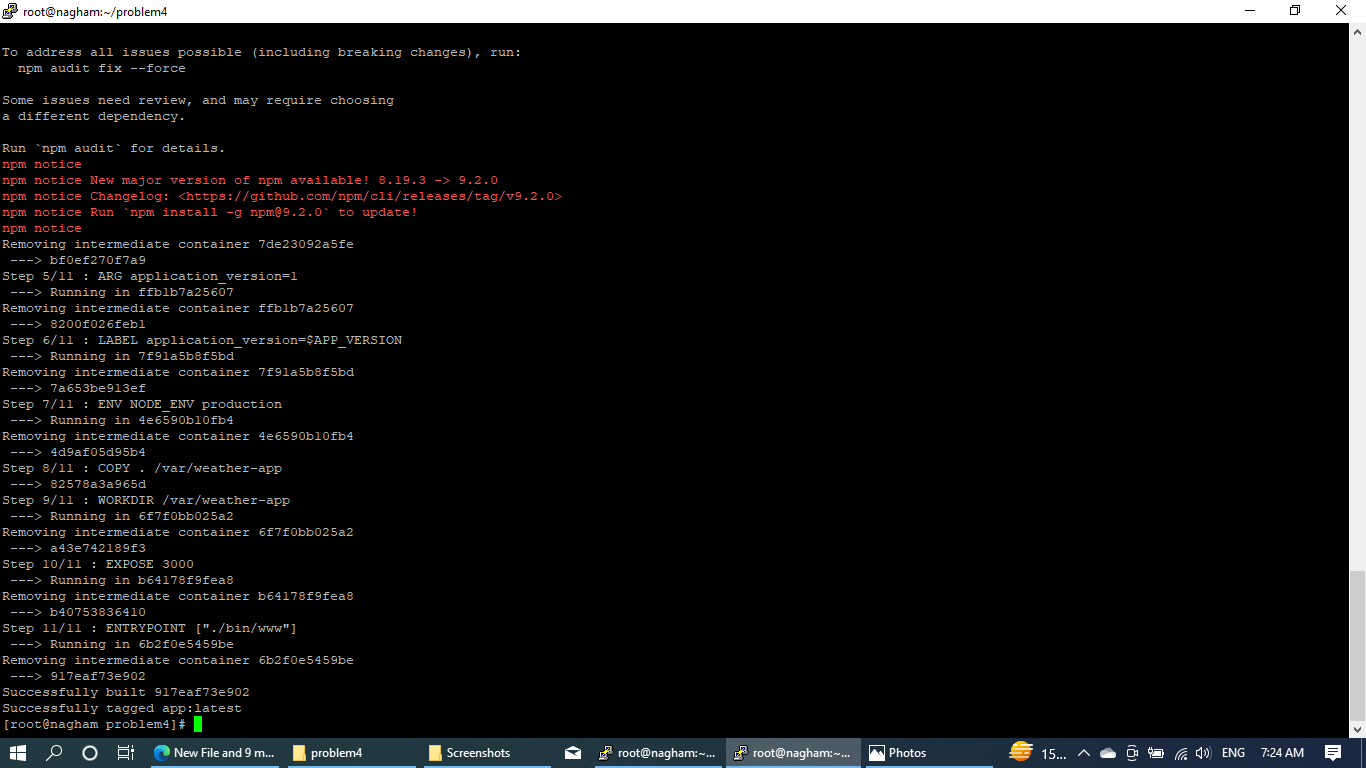 root@nagham:~/problem4
To address all issues possible (including breaking changes), run:
  npm audit fix --force
Some issues need review, and may require choosing
a different dependency.
Run `npm audit` for details.
npm notice
npm notice New major version of npm available! 8.19.3 -> 9.2.0
npm notice Changelog: <https://github.com/npm/cli/releases/tag/v9.2.0>
npm notice Run `npm install -g npm@9.2.0` to update!
npm notice
Removing intermediate container 7de23092a5fe
 ---> bf0ef270f7a9
Step 5/11 : ARG application_version=1
 ---> Running in ffb1b7a25607
Removing intermediate container ffb1b7a25607
 ---> 8200f026feb1
Step 6/11 : LABEL application_version=$APP_VERSION
 ---> Running in 7f91a5b8f5bd
Removing intermediate container 7f91a5b8f5bd
 ---> 7a653be913ef
Step 7/11 : ENV NODE_ENV production
 ---> Running in 4e6590b10fb4
Removing intermediate container 4e6590b10fb4
 ---> 4d9af05d95b4
Step 8/11 : COPY . /var/weather-app
 ---> 82578a3a965d
Step 9/11 : WORKDIR /var/weather-app
 ---> Running in 6f7f0bb025a2
Removing intermediate container 6f7f0bb025a2
 ---> a43e742189f3
Step 10/11 : EXPOSE 3000
 ---> Running in b64178f9fea8
Removing intermediate container b64178f9fea8
 ---> b40753836410
Step 11/11 : ENTRYPOINT ["./bin/www"]
 ---> Running in 6b2f0e5459be
Removing intermediate container 6b2f0e5459be
 ---> 917eaf73e902
Successfully built 917eaf73e902
Successfully tagged app:latest
[root@nagham problem4]#
New File and 9 m... problem4 Screenshots root@nagham:~... root@nagham:~... Photos 15... ENG 7:24 AM